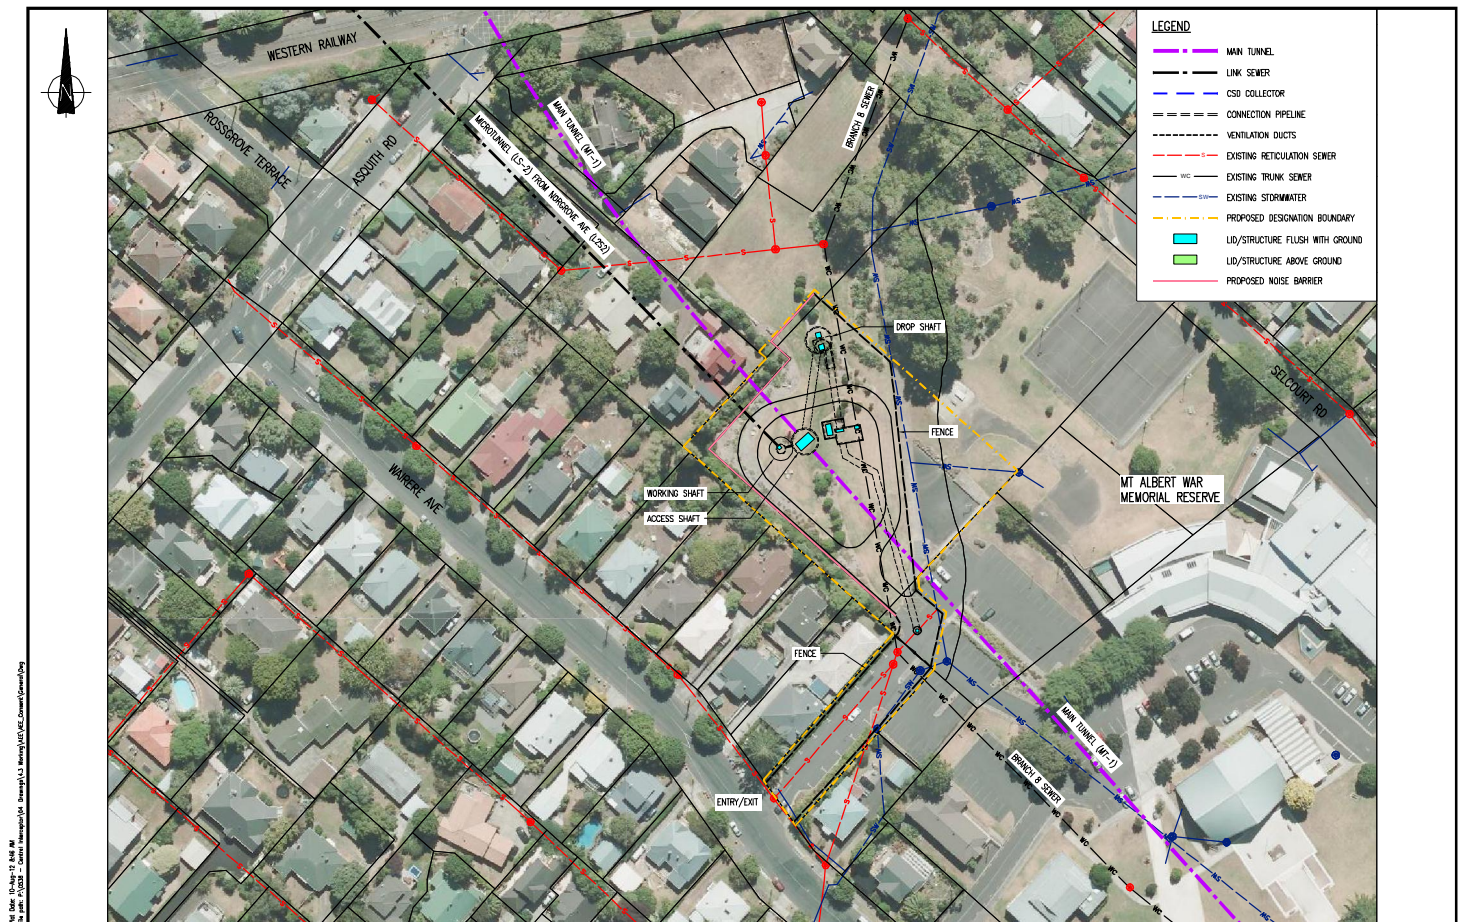 LEGEND
MAIN TUNNEL
LINK SEWER
CSD COLLECTOR
CONNECTION PIPELINE
VENTILATION DUCTS
S EXISTING RETICULATION SEWER
WC EXISTING TRUNK SEWER
SW EXISTING STORMWATER
PROPOSED DESIGNATION BOUNDARY
LID/STRUCTURE FLUSH WITH GROUND
LID/STRUCTURE ABOVE GROUND
PROPOSED NOISE BARRIER
N
WESTERN RAILWAY
ROSSGROVE TERRACE
ASQUITH RD
MAIN TUNNEL (MT-1)
MICROTUNNEL (LS-2) FROM NORGROVE AVE (L2S2)
BRANCH 8 SEWER
DROP SHAFT
FENCE
SELCOURT RD
MT ALBERT WAR
MEMORIAL RESERVE
WAIRERE AVE
WORKING SHAFT
ACCESS SHAFT
FENCE
ENTRY/EXIT
MAIN TUNNEL (MT-1)
BRANCH 8 SEWER